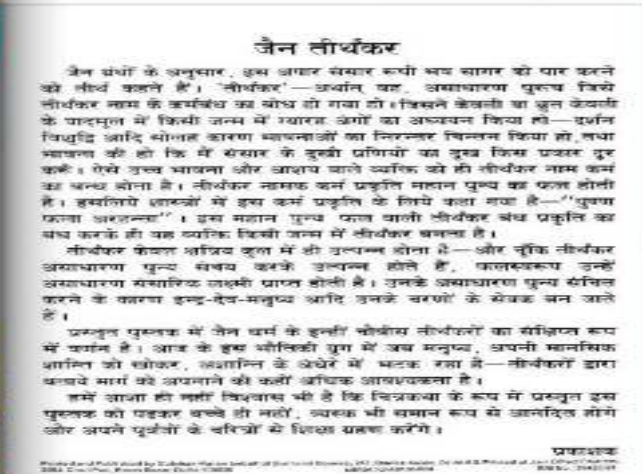 जैन तीर्थंकर
जैन ग्रंथों के अनुसार, इस अपार संसार रूपी भव सागर को पार करने
को तीर्थ कहते हैं। 'तीर्थंकर'—अर्थात् वह, असाधारण पुरुष जिसे
तीर्थंकर नाम के कर्मबंध का बोध हो गया हो। जिसने केवली या श्रुत केवली
के पादमूल में किसी जन्म में ग्यारह अंगों का अध्ययन किया हो—दर्शन
विशुद्धि आदि सोलह कारण भावनाओं का निरन्तर चिन्तन किया हो, तथा
भावना की हो कि मैं संसार के दुखी प्रणियों का दुख किस प्रकार दूर
करूँ। ऐसे उच्च भावना और आशय वाले व्यक्ति को ही तीर्थंकर नाम कर्म
का बन्ध होता है। तीर्थंकर नामक कर्म प्रकृति महान पुन्य का फल होती
है। इसलिये शास्त्रों में इस कर्म प्रकृति के लिये कहा गया है—"पुण्ण
फला अरहन्ता"। इस महान पुन्य फल वाली तीर्थंकर बंध प्रकृति का
बंध करके ही वह व्यक्ति किसी जन्म में तीर्थंकर बनता है।
तीर्थंकर केवल क्षत्रिय कुल में ही उत्पन्न होता है—और चूँकि तीर्थंकर
असाधारण पुन्य संचय करके उत्पन्न होते हैं, फलस्वरूप उन्हें
असाधारण संसारिक लक्ष्मी प्राप्त होती है। उनके असाधारण पुन्य संचित
करने के कारण इन्द्र-देव-मनुष्य आदि उनके चरणों के सेवक बन जाते
हैं।
प्रस्तुत पुस्तक में जैन धर्म के इन्हीं चौबीस तीर्थंकरों का संक्षिप्त रूप
में वर्णन है। आज के इस भौतिकी युग में जब मनुष्य, अपनी मानसिक
शान्ति को खोकर, अशान्ति के अंधेरे में भटक रहा है—तीर्थंकरों द्वारा
बताये मार्ग को अपनाने की कहीं अधिक आवश्यकता है।
हमें आशा ही नहीं विश्वास भी है कि चित्रकथा के रूप में प्रस्तुत इस
पुस्तक को पढ़कर बच्चे ही नहीं, व्यस्क भी समान रूप से आनंदित होंगे
और अपने पूर्वजों के चरित्रों से शिक्षा ग्रहण करेंगे।
प्रकाशक
Printed and Published by